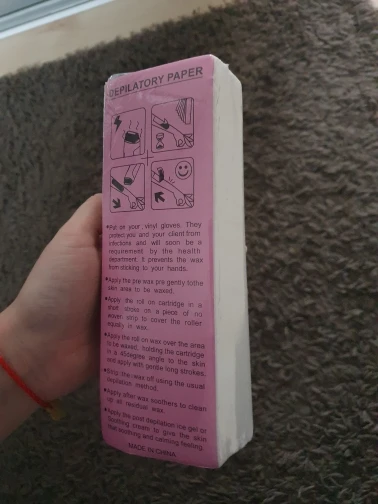 DEPILATORY PAPER
•Put on your vinyl gloves. They
protect you and your client from
infections and will soon be a
requirement by the health
department. It prevents the wax
from sticking to your hands.
•Apply the pre wax pre gently to the
skin area to be waxed.
•Apply the roll on cartridge in a
short stroke on a piece of no
woven strip to cover the roller
equally in wax.
•Apply the roll on wax over the area
to be waxed, holding the cartridge
in a 45degree angle to the skin
and apply with gentle long strokes.
•Strip the wax off using the usual
depilation method.
•Apply after wax soothers to clean
up all residual wax.
•Apply the post depilation ice gel or
Soothing cream to give the skin
that soothing and calming feeling.
MADE IN CHINA